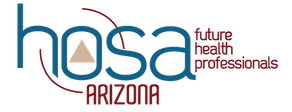 hosa
future
health
professionals
ARIZONA